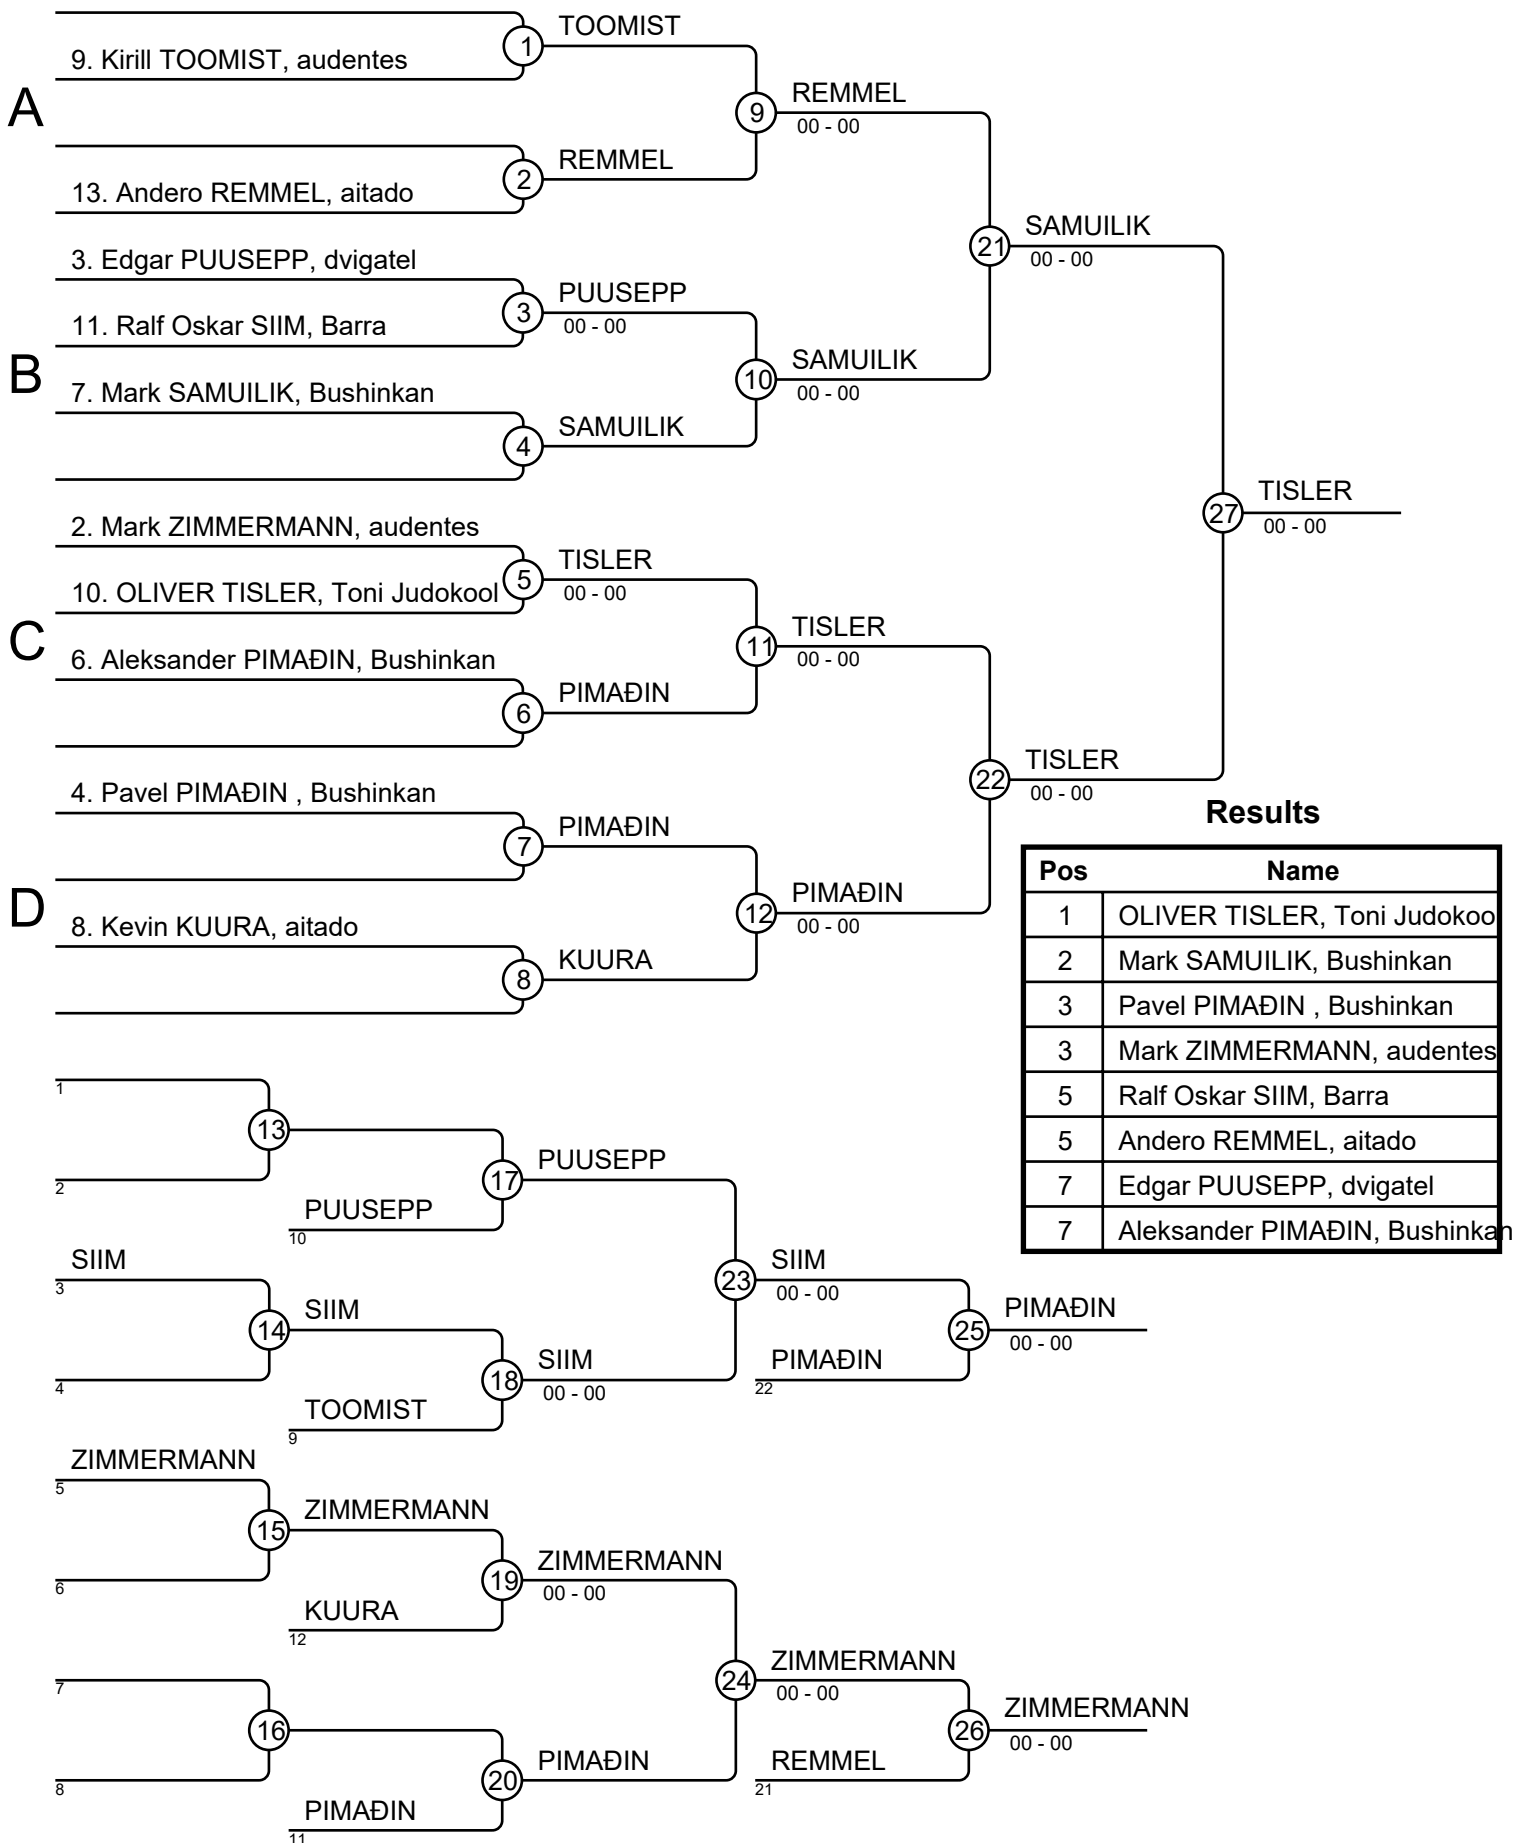 TOOMIST
1
9. Kirill TOOMIST, audentes
A
REMMEL
9
00 - 00
REMMEL
2
13. Andero REMMEL, aitado
SAMUILIK
21
00 - 00
3. Edgar PUUSEPP, dvigatel
PUUSEPP
3
00 - 00
11. Ralf Oskar SIIM, Barra
B
SAMUILIK
10
00 - 00
7. Mark SAMUILIK, Bushinkan
SAMUILIK
4
TISLER
27
00 - 00
2. Mark ZIMMERMANN, audentes
TISLER
5
00 - 00
10. OLIVER TISLER, Toni Judokool
C
TISLER
11
00 - 00
6. Aleksander PIMAĐIN, Bushinkan
PIMAĐIN
6
TISLER
22
00 - 00
4. Pavel PIMAĐIN , Bushinkan
PIMAĐIN
7
D
PIMAĐIN
12
00 - 00
8. Kevin KUURA, aitado
KUURA
8
Results
Pos Name
1 OLIVER TISLER, Toni Judokoo
2 Mark SAMUILIK, Bushinkan
3 Pavel PIMAĐIN , Bushinkan
3 Mark ZIMMERMANN, audentes
5 Ralf Oskar SIIM, Barra
5 Andero REMMEL, aitado
7 Edgar PUUSEPP, dvigatel
7 Aleksander PIMAĐIN, Bushinkan
1
13
2
PUUSEPP
17
PUUSEPP
10
SIIM
3
SIIM
14
4
SIIM
18
00 - 00
TOOMIST
9
SIIM
23
00 - 00
PIMAĐIN
25
00 - 00
PIMAĐIN
22
ZIMMERMANN
5
ZIMMERMANN
15
6
ZIMMERMANN
19
00 - 00
KUURA
12
ZIMMERMANN
24
00 - 00
ZIMMERMANN
26
00 - 00
REMMEL
21
7
16
8
PIMAĐIN
20
PIMAĐIN
11